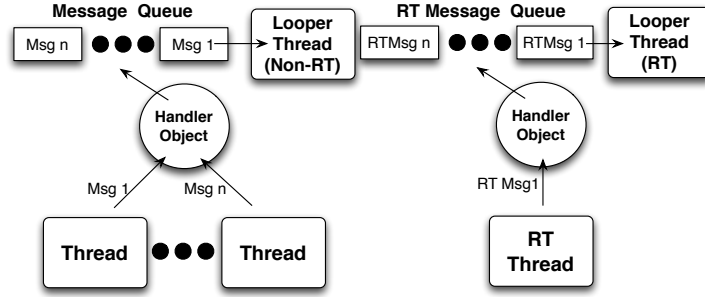 Message Queue
Msg n
Msg 1
Looper
Thread
(Non-RT)
Handler
Object
Msg 1
Msg n
Thread
Thread
RT Message Queue
RTMsg n
RTMsg 1
Looper
Thread
(RT)
Handler
Object
RT Msg1
RT
Thread